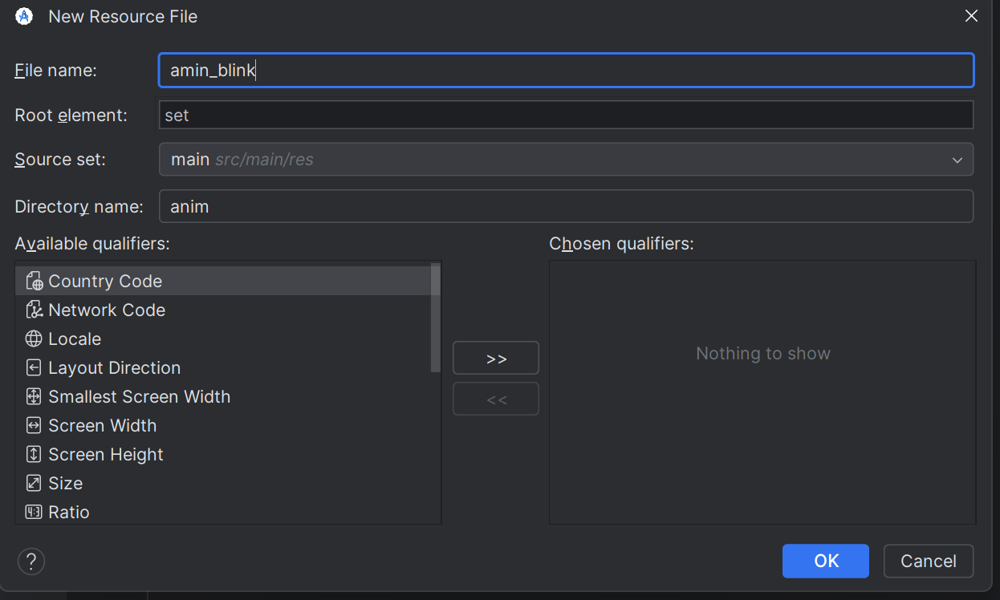 New Resource File
File name: amin_blink
Root element: set
Source set: main src/main/res
Directory name: anim
Available qualifiers:
Chosen qualifiers:
Country Code
Network Code
Locale
Layout Direction
Smallest Screen Width
Screen Width
Screen Height
Size
Ratio
>>
<<
Nothing to show
?
OK
Cancel